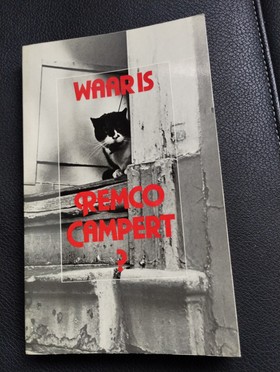 WAAR IS
REMCO
CAMPERT
?